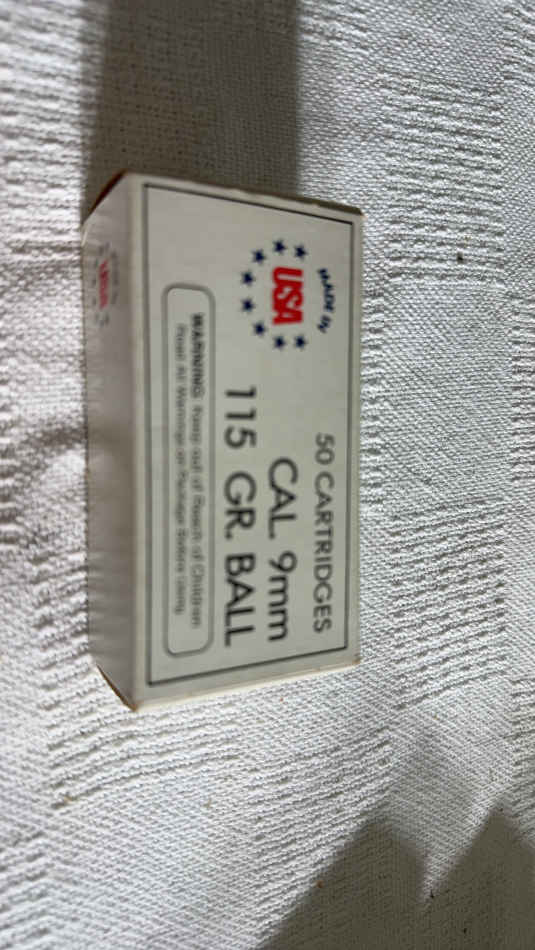 MADE IN
USA
50 CARTRIDGES
CAL. 9mm
115 GR. BALL
WARNING: Keep out of Reach of Children
Read All Warnings on Package Before Using.